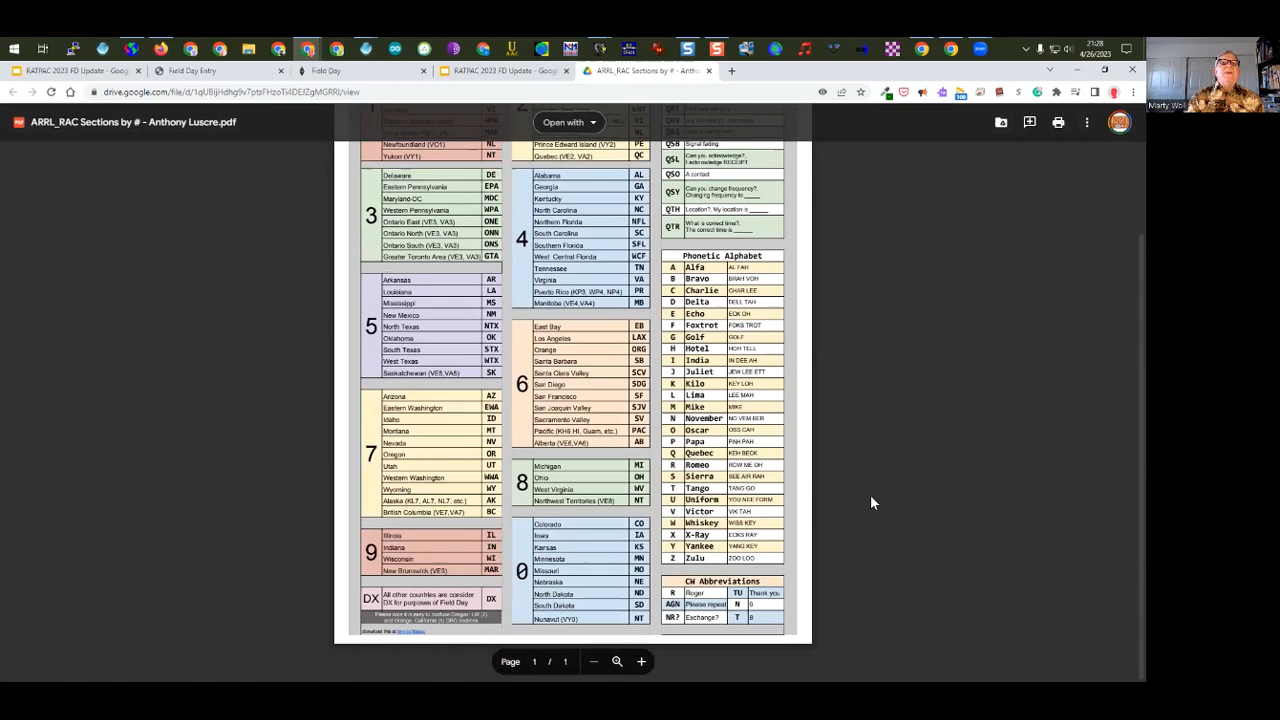 21:28
4/26/2023
RATPAC 2023 FD Update - Goog
Field Day Entry
Field Day
RATPAC 2023 FD Update - Goog
ARRL_RAC Sections by # - Anthon
drive.google.com/file/d/1qUBijHdhg9v7ptsFHzoTI4DEJZgMGRRI/view
Marty Wol
ARRL_RAC Sections by # - Anthony Luscre.pdf
Open with
Newfoundland (VO1) NL
Yukon (VY1) NT
3
Delaware DE
Eastern Pennsylvania EPA
Maryland-DC MDC
Western Pennsylvania WPA
Ontario East (VE3, VA3) ONE
Ontario North (VE3, VA3) ONN
Ontario South (VE3, VA3) ONS
Greater Toronto Area (VE3, VA3) GTA
5
Arkansas AR
Louisiana LA
Mississippi MS
New Mexico NM
North Texas NTX
Oklahoma OK
South Texas STX
West Texas WTX
Saskatchewan (VE5,VA5) SK
7
Arizona AZ
Eastern Washington EWA
Idaho ID
Montana MT
Nevada NV
Oregon OR
Utah UT
Western Washington WWA
Wyoming WY
Alaska (KL7, AL7, NL7, etc.) AK
British Columbia (VE7,VA7) BC
9
Illinois IL
Indiana IN
Wisconsin WI
New Brunswick (VE9) MAR
DX All other countries are consider DX
DX for purposes of Field Day
Prince Edward Island (VY2) PE
Quebec (VE2, VA2) QC
4
Alabama AL
Georgia GA
Kentucky KY
North Carolina NC
Northern Florida NFL
South Carolina SC
Southern Florida SFL
West Central Florida WCF
Tennessee TN
Virginia VA
Puerto Rico (KP3, WP4, NP4) PR
Manitoba (VE4,VA4) MB
6
East Bay EB
Los Angeles LAX
Orange ORG
Santa Barbara SB
Santa Clara Valley SCV
San Diego SDG
San Francisco SF
San Joaquin Valley SJV
Sacramento Valley SV
Pacific (KH6 HI, Guam, etc.) PAC
Alberta (VE6,VA6) AB
8
Michigan MI
Ohio OH
West Virginia WV
Northwest Territories (VE8) NT
0
Colorado CO
Iowa IA
Kansas KS
Minnesota MN
Missouri MO
Nebraska NE
North Dakota ND
South Dakota SD
Nunavut (VY0) NT
QSB Signal fading
QSL Can you acknowledge?,
I acknowledge RECEIPT
QSO A contact
QSY Can you change frequency?,
Changing frequency to _____
QTH Location?, My location is _____
QTR What is correct time?,
The correct time is _____
Phonetic Alphabet
A Alfa AL FAH
B Bravo BRAH VOH
C Charlie CHAR LEE
D Delta DELL TAH
E Echo ECK OH
F Foxtrot FOKS TROT
G Golf GOLF
H Hotel HOH TELL
I India IN DEE AH
J Juliet JEW LEE ETT
K Kilo KEY LOH
L Lima LEE MAH
M Mike MIKE
N November NO VEM BER
O Oscar OSS CAH
P Papa PAH PAH
Q Quebec KEH BECK
R Romeo ROW ME OH
S Sierra SEE AIR RAH
T Tango TANG GO
U Uniform YOU NEE FORM
V Victor VIK TAH
W Whiskey WISS KEY
X X-Ray ECKS RAY
Y Yankee YANG KEY
Z Zulu ZOO LOO
CW Abbreviations
R Roger TU Thank you
AGN Please repeat N 9
NR? Exchange? T 0
Page 1 / 1